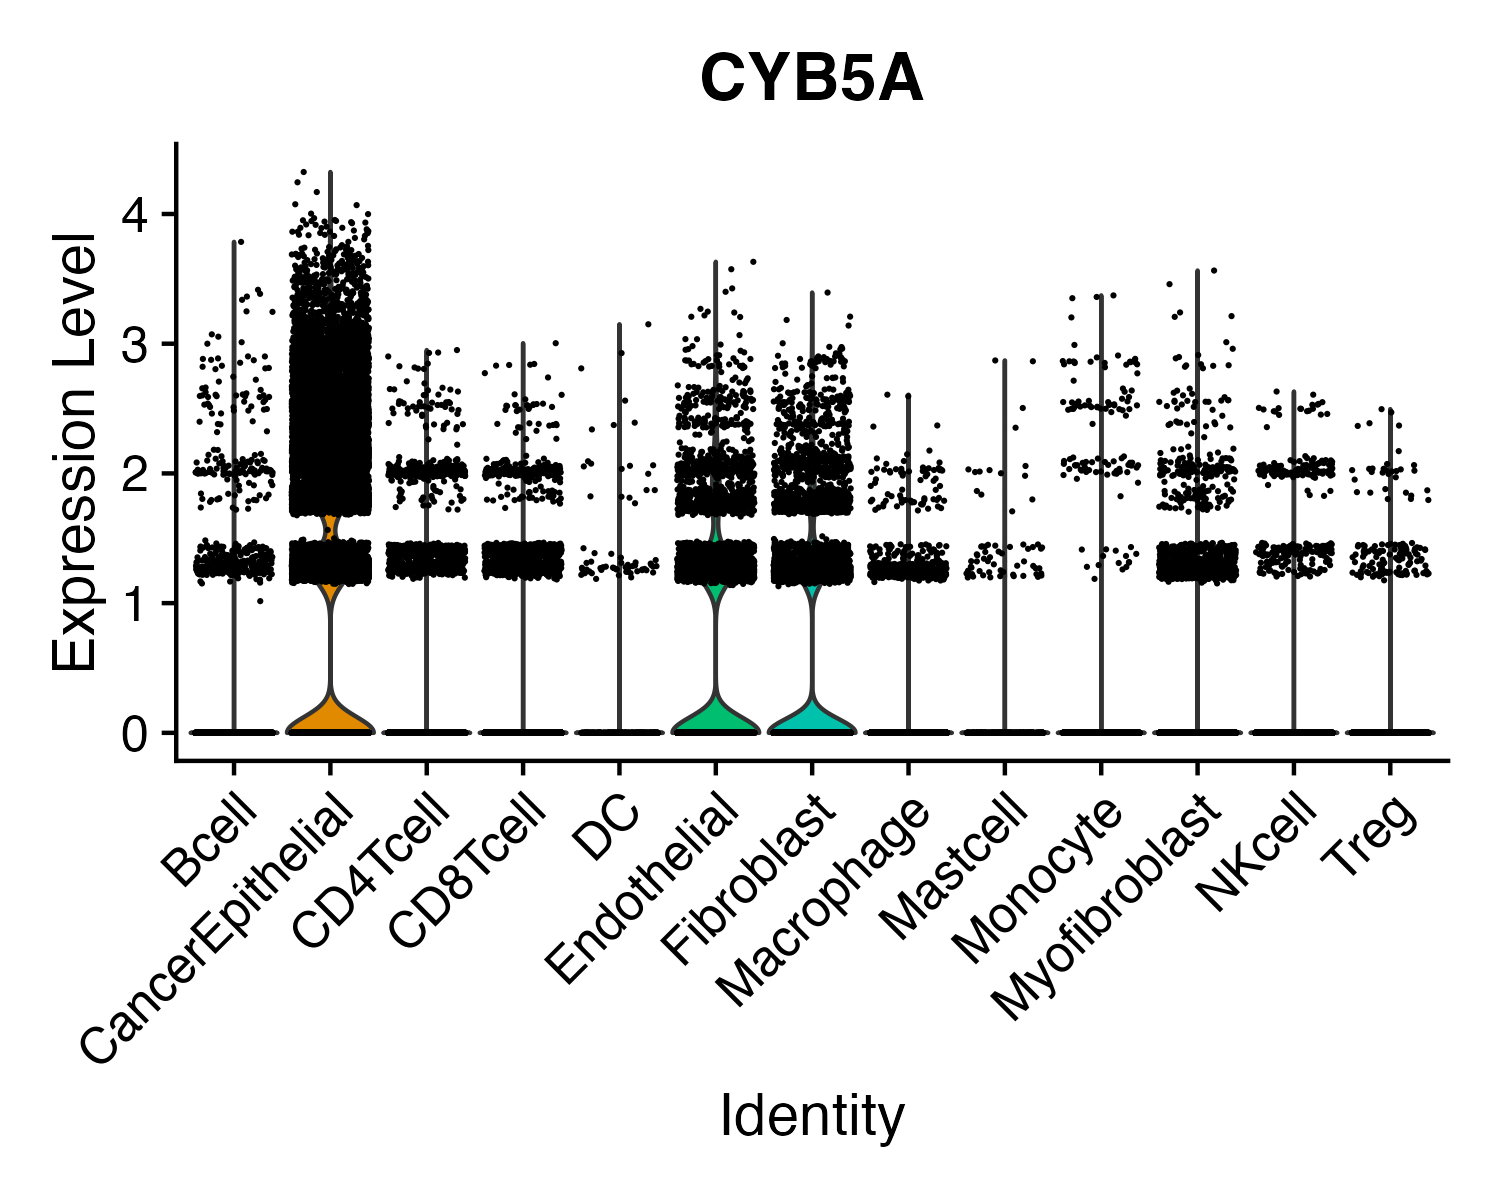 CYB5A
Expression Level
4
3
2
1
0
Bcell
CancerEpithelial
CD4Tcell
CD8Tcell
DC
Endothelial
Fibroblast
Macrophage
Mastcell
Monocyte
Myofibroblast
NKcell
Treg
Identity